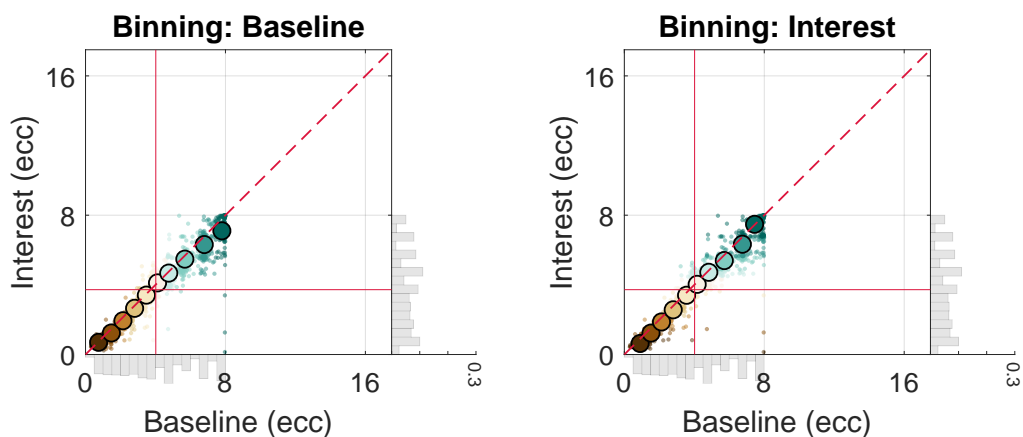 Binning: Baseline
16
8
0
Interest (ecc)
0
8
16
0.3
Baseline (ecc)
Binning: Interest
16
8
0
Interest (ecc)
0
8
16
0.3
Baseline (ecc)